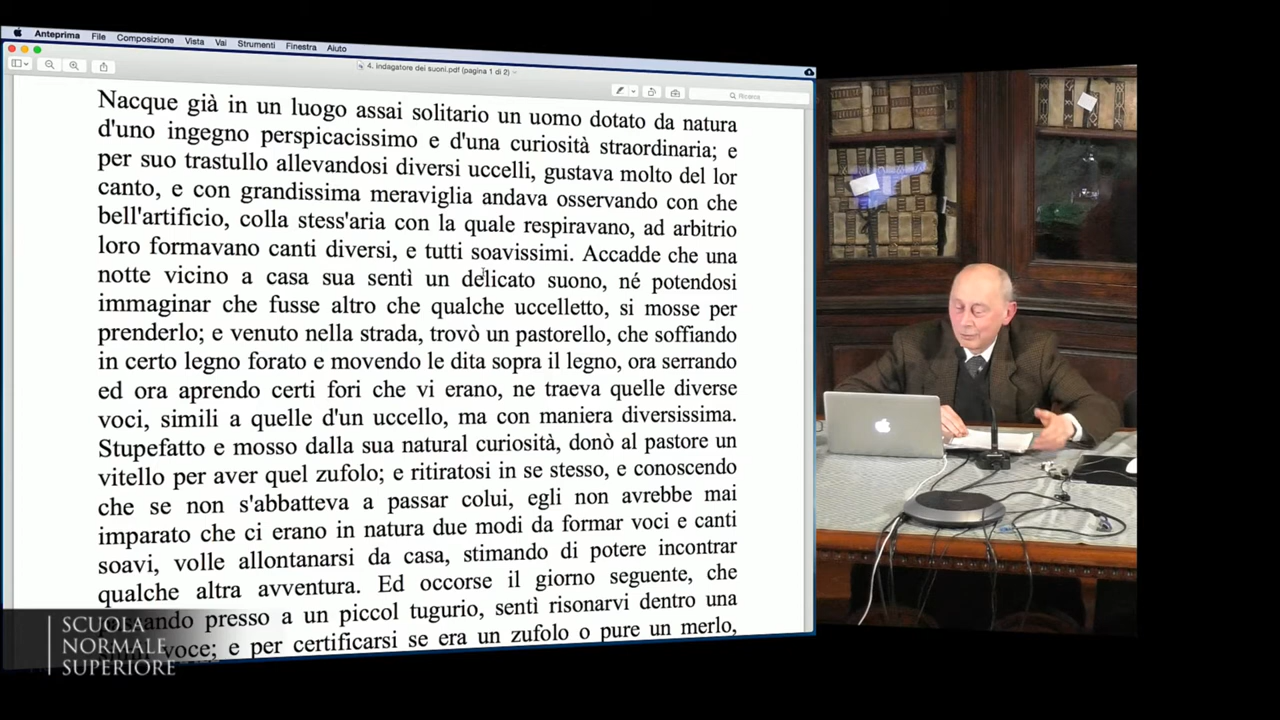 Anteprima File Composizione Vista Vai Strumenti Finestra Aiuto
4. indagatore dei suoni.pdf (pagina 1 di 2)
Ricerca
Nacque già in un luogo assai solitario un uomo dotato da natura
d'uno ingegno perspicacissimo e d'una curiosità straordinaria; e
per suo trastullo allevandosi diversi uccelli, gustava molto del lor
canto, e con grandissima meraviglia andava osservando con che
bell'artificio, colla stess'aria con la quale respiravano, ad arbitrio
loro formavano canti diversi, e tutti soavissimi. Accadde che una
notte vicino a casa sua sentì un delicato suono, né potendosi
immaginar che fusse altro che qualche uccelletto, si mosse per
prenderlo; e venuto nella strada, trovò un pastorello, che soffiando
in certo legno forato e movendo le dita sopra il legno, ora serrando
ed ora aprendo certi fori che vi erano, ne traeva quelle diverse
voci, simili a quelle d'un uccello, ma con maniera diversissima.
Stupefatto e mosso dalla sua natural curiosità, donò al pastore un
vitello per aver quel zufolo; e ritiratosi in se stesso, e conoscendo
che se non s'abbatteva a passar colui, egli non avrebbe mai
imparato che ci erano in natura due modi da formar voci e canti
soavi, volle allontanarsi da casa, stimando di potere incontrar
qualche altra avventura. Ed occorse il giorno seguente, che
presso a un piccol tugurio, sentì risonarvi dentro una
voce; e per certificarsi se era un zufolo o pure un merlo,
SCUOLA
NORMALE
SUPERIORE